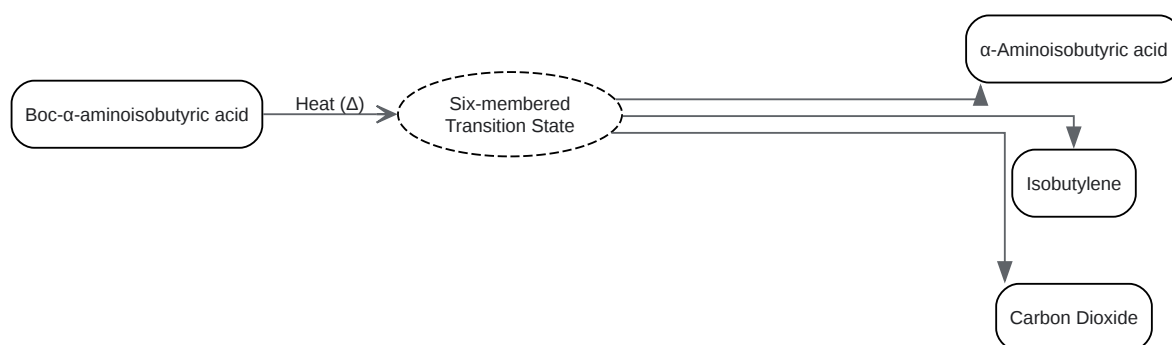 Boc-α-aminoisobutyric acid
Heat (Δ)
Six-membered
Transition State
α-Aminoisobutyric acid
Isobutylene
Carbon Dioxide